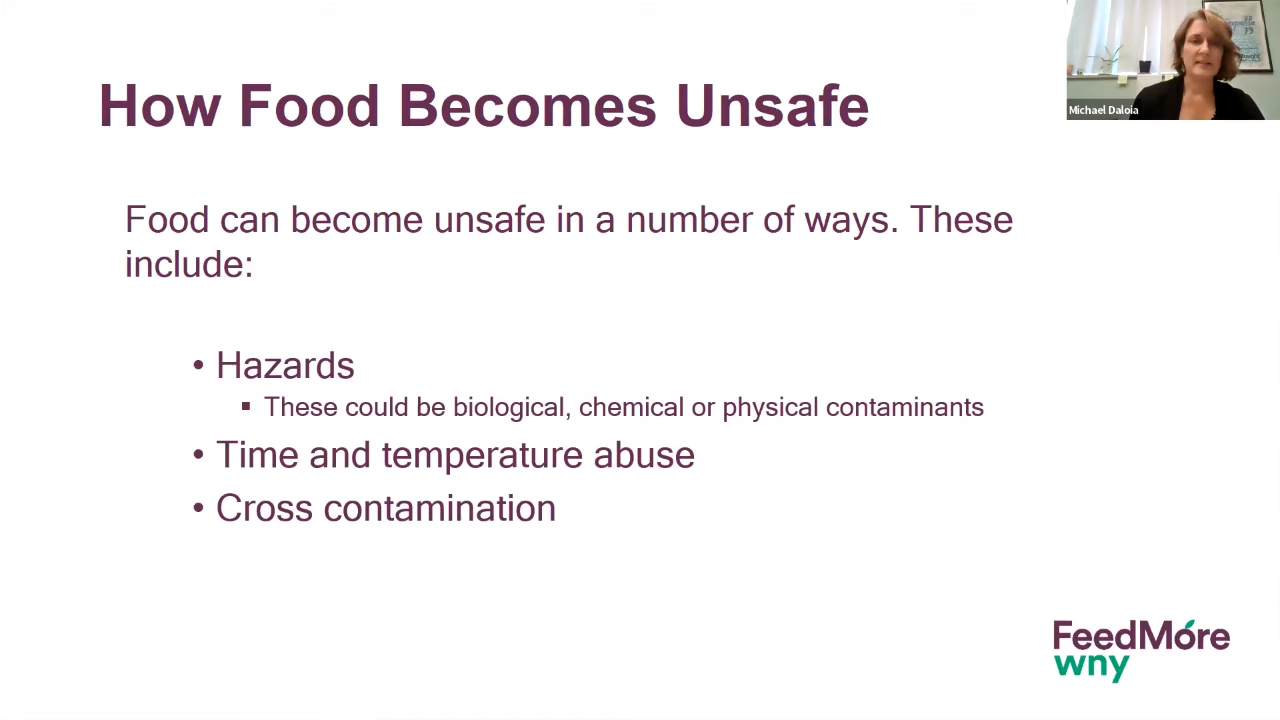 How Food Becomes Unsafe
Michael Daloia
Food can become unsafe in a number of ways. These
include:
• Hazards
▪ These could be biological, chemical or physical contaminants
• Time and temperature abuse
• Cross contamination
FeedMore
wny